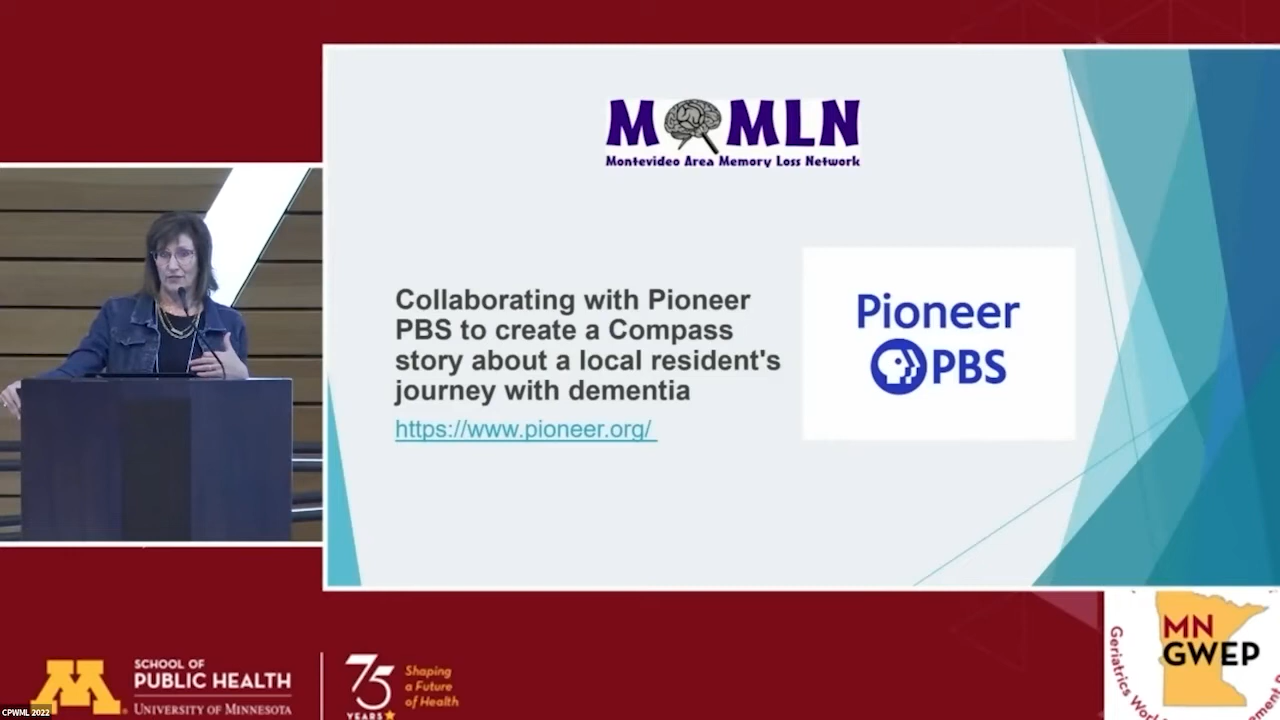 M MLN
Montevideo Area Memory Loss Network
Collaborating with Pioneer
PBS to create a Compass
story about a local resident's
journey with dementia
https://www.pioneer.org/
Pioneer
PBS
SCHOOL OF
PUBLIC HEALTH
UNIVERSITY OF MINNESOTA
CPWML 2022
75
YEARS
Shaping
a Future
of Health
MN
GWEP
Geriatrics